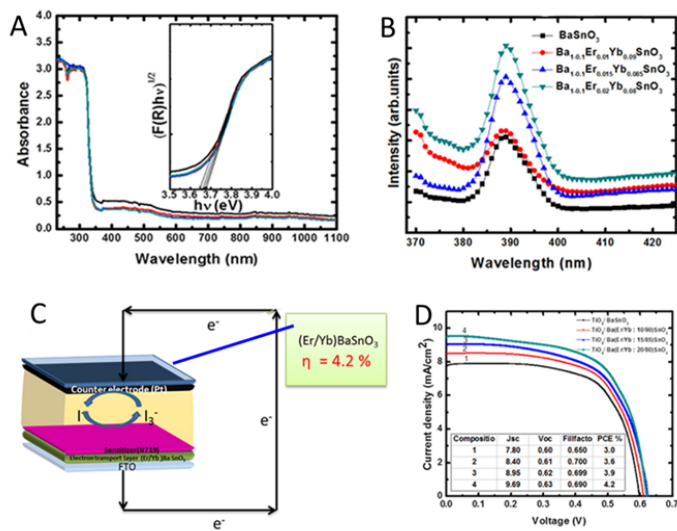 A
4.0
3.5
3.0
2.5
2.0
1.5
1.0
0.5
0.0
Absorbance
300 400 500 600 700 800 900 1000 1100
Wavelength (nm)
(F(R)hν)^1/2
3.5 3.6 3.7 3.8 3.9 4.0
hν (eV)
B
Intensity (arb.units)
BaSnO₃
Ba₁₋₀.₁Er₀.₀₁Yb₀.₀₉SnO₃
Ba₁₋₀.₁Er₀.₀₁₅Yb₀.₀₈₅SnO₃
Ba₁₋₀.₁Er₀.₀₂Yb₀.₀₈SnO₃
370 380 390 400 410 420
Wavelength (nm)
C
e⁻
(Er/Yb)BaSnO₃
η = 4.2 %
Counter electrode (Pt)
e⁻
I⁻ I₃⁻
Sensitizer(N719)
Electron transport layer (Er/Yb )Ba SnO₃
FTO
e⁻
D
10
8
6
4
2
0
Current density (mA/cm²)
TiO₂/ BaSnO₃
TiO₂/ Ba(ErYb : 10/90)SnO₃
TiO₂/ Ba(ErYb : 15/85)SnO₃
TiO₂/ Ba(ErYb : 20/80)SnO₃
4
3
2
1
Compositio Jsc Voc Fillfacto PCE %
1 7.80 0.60 0.650 3.0
2 8.40 0.61 0.700 3.6
3 8.95 0.62 0.699 3.9
4 9.69 0.63 0.690 4.2
0.0 0.1 0.2 0.3 0.4 0.5 0.6 0.7
Voltage (V)